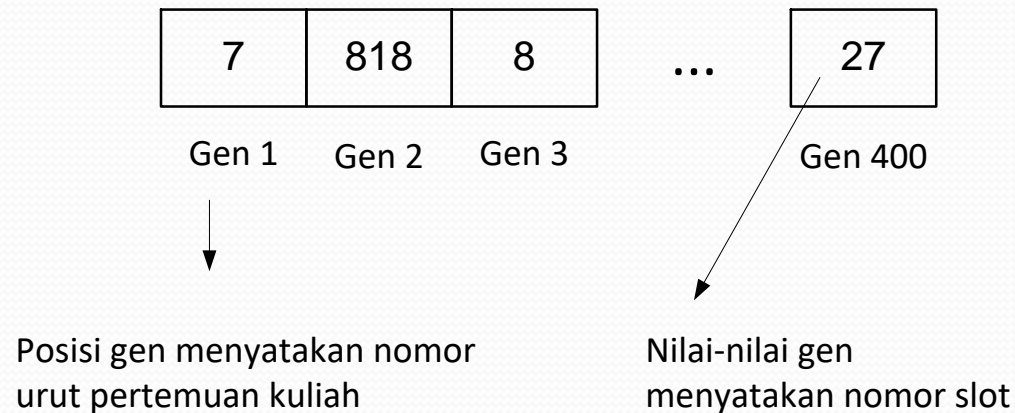 7 818 8 ... 27
Gen 1 Gen 2 Gen 3 Gen 400
Posisi gen menyatakan nomor
urut pertemuan kuliah
Nilai-nilai gen
menyatakan nomor slot